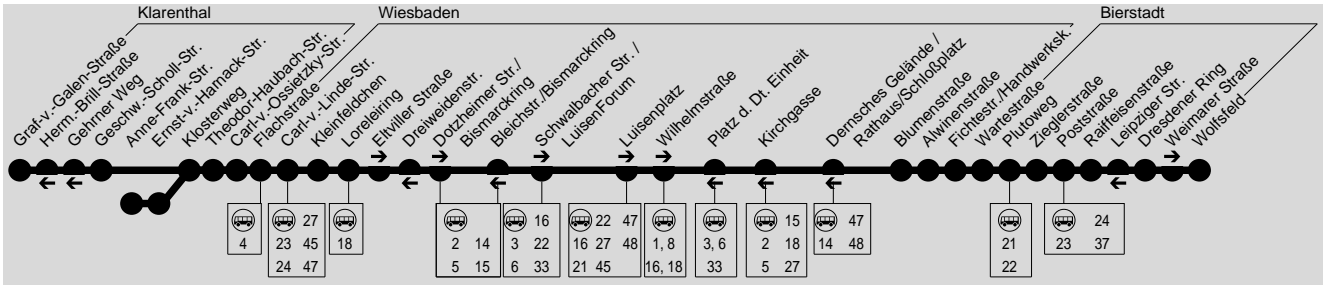 Klarenthal
Wiesbaden
Bierstadt
Graf-v.-Galen-Straße
Herm.-Brill-Straße
Gehrner Weg
Geschw.-Scholl-Str.
Anne-Frank-Str.
Ernst-v.-Harnack-Str.
Klosterweg
Theodor-Haubach-Str.
Carl-v.-Ossietzky-Str.
Flachstraße
Carl-v.-Linde-Str.
Kleinfeldchen
Loreleiring
Eltviller Straße
Dreiweidenstr.
Dotzheimer Str./
Bismarckring
Bleichstr./Bismarckring
Schwalbacher Str. /
LuisenForum
Luisenplatz
Wilhelmstraße
Platz d. Dt. Einheit
Kirchgasse
Dernsches Gelände /
Rathaus/Schloßplatz
Blumenstraße
Alwinenstraße
Fichtestr./Handwerksk.
Wartestraße
Plutoweg
Zieglerstraße
Poststraße
Raiffeisenstraße
Leipziger Str.
Dresdener Ring
Weimarer Straße
Wolfsfeld
4
27
23 45
24 47
18
2 14
5 15
16
3 22
6 33
22 47
16 27 48
21 45
1, 8
16, 18
3, 6
33
15
2 18
5 27
47
14 48
21
22
24
23 37